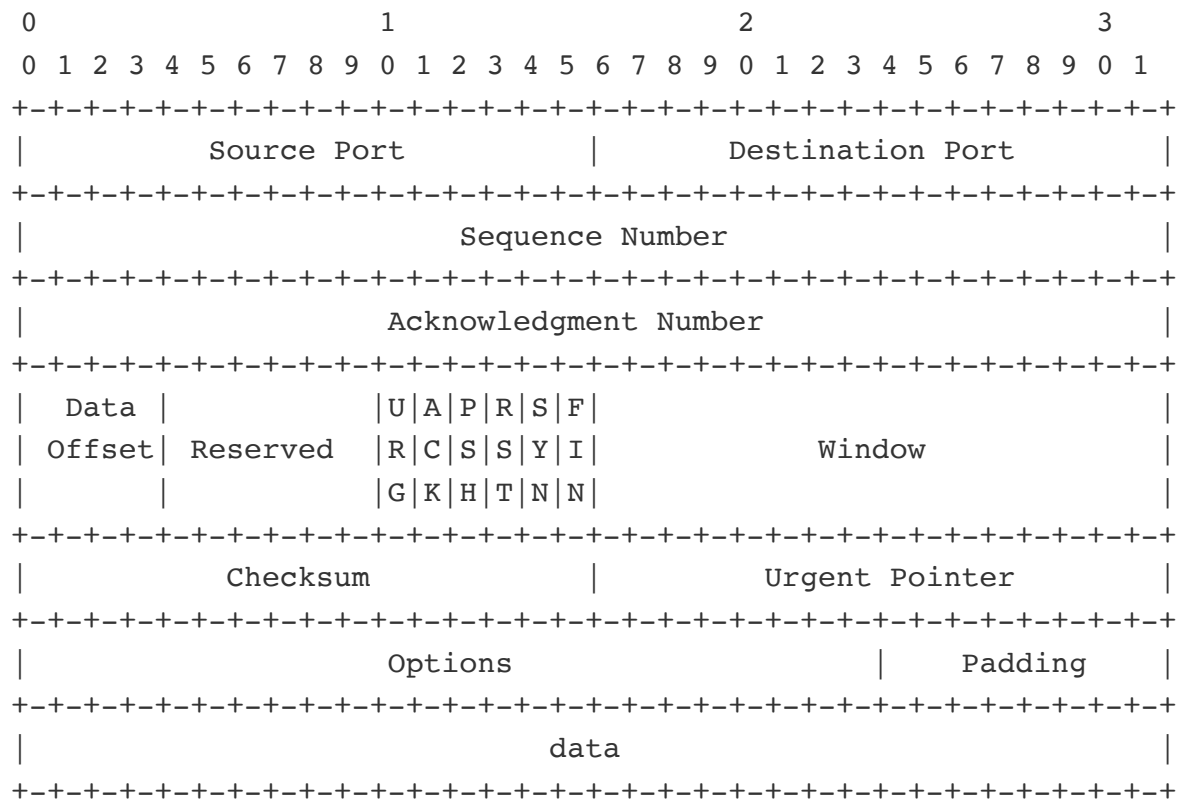 0                   1                   2                   3
 0 1 2 3 4 5 6 7 8 9 0 1 2 3 4 5 6 7 8 9 0 1 2 3 4 5 6 7 8 9 0 1
+-+-+-+-+-+-+-+-+-+-+-+-+-+-+-+-+-+-+-+-+-+-+-+-+-+-+-+-+-+-+-+-+
|          Source Port          |       Destination Port        |
+-+-+-+-+-+-+-+-+-+-+-+-+-+-+-+-+-+-+-+-+-+-+-+-+-+-+-+-+-+-+-+-+
|                        Sequence Number                        |
+-+-+-+-+-+-+-+-+-+-+-+-+-+-+-+-+-+-+-+-+-+-+-+-+-+-+-+-+-+-+-+-+
|                    Acknowledgment Number                      |
+-+-+-+-+-+-+-+-+-+-+-+-+-+-+-+-+-+-+-+-+-+-+-+-+-+-+-+-+-+-+-+-+
|  Data |           |U|A|P|R|S|F|                               |
| Offset| Reserved  |R|C|S|S|Y|I|            Window             |
|       |           |G|K|H|T|N|N|                               |
+-+-+-+-+-+-+-+-+-+-+-+-+-+-+-+-+-+-+-+-+-+-+-+-+-+-+-+-+-+-+-+-+
|           Checksum            |         Urgent Pointer        |
+-+-+-+-+-+-+-+-+-+-+-+-+-+-+-+-+-+-+-+-+-+-+-+-+-+-+-+-+-+-+-+-+
|                    Options                    |    Padding    |
+-+-+-+-+-+-+-+-+-+-+-+-+-+-+-+-+-+-+-+-+-+-+-+-+-+-+-+-+-+-+-+-+
|                             data                              |
+-+-+-+-+-+-+-+-+-+-+-+-+-+-+-+-+-+-+-+-+-+-+-+-+-+-+-+-+-+-+-+-+